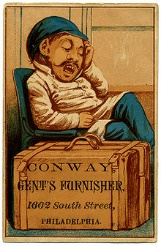 CONWAY,
GENT'S FURNISHER,
1602 South Street,
PHILADELPHIA.